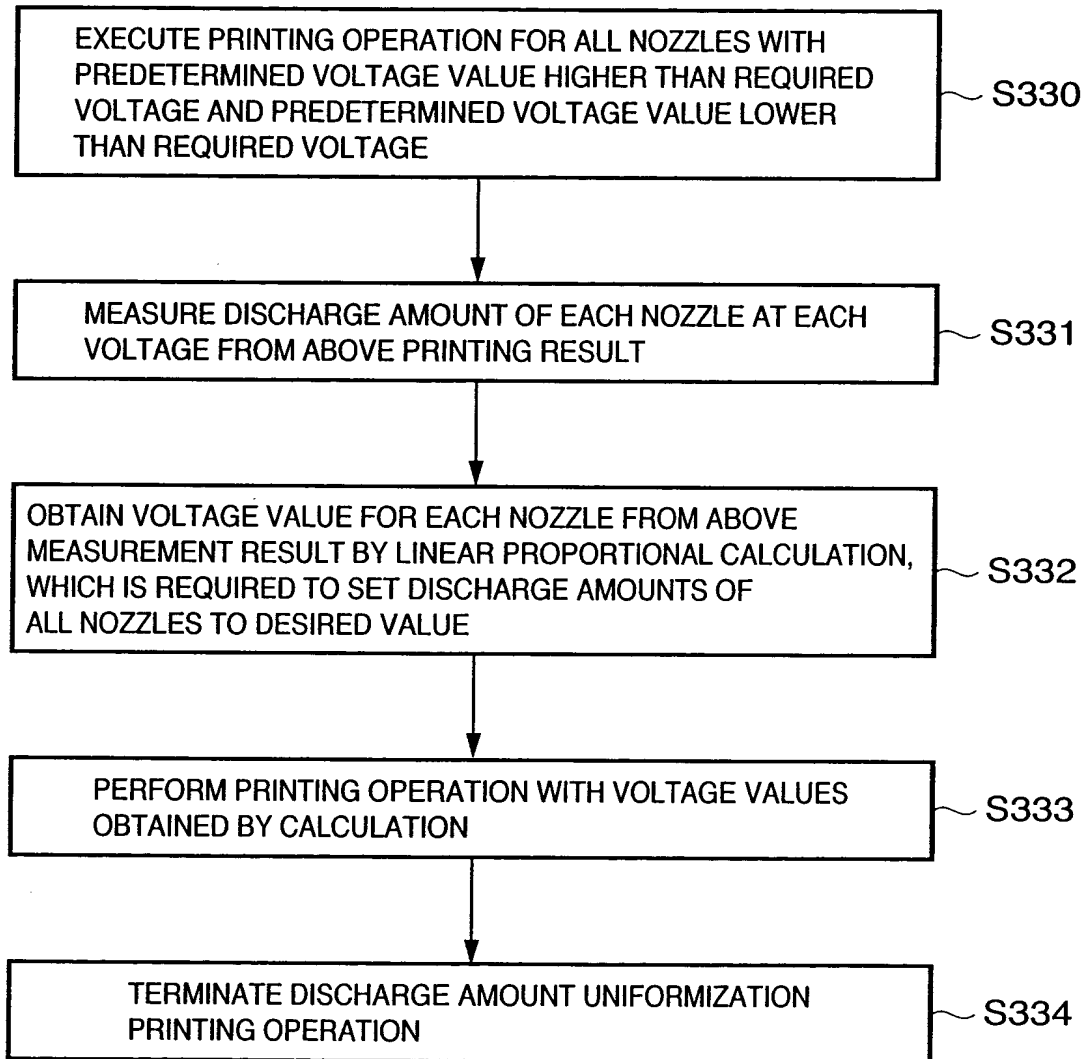 EXECUTE PRINTING OPERATION FOR ALL NOZZLES WITH
PREDETERMINED VOLTAGE VALUE HIGHER THAN REQUIRED
VOLTAGE AND PREDETERMINED VOLTAGE VALUE LOWER
THAN REQUIRED VOLTAGE
S330
MEASURE DISCHARGE AMOUNT OF EACH NOZZLE AT EACH
VOLTAGE FROM ABOVE PRINTING RESULT
S331
OBTAIN VOLTAGE VALUE FOR EACH NOZZLE FROM ABOVE
MEASUREMENT RESULT BY LINEAR PROPORTIONAL CALCULATION,
WHICH IS REQUIRED TO SET DISCHARGE AMOUNTS OF
ALL NOZZLES TO DESIRED VALUE
S332
PERFORM PRINTING OPERATION WITH VOLTAGE VALUES
OBTAINED BY CALCULATION
S333
TERMINATE DISCHARGE AMOUNT UNIFORMIZATION
PRINTING OPERATION
S334